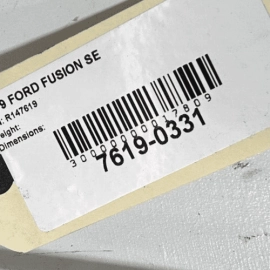 9 FORD FUSION SE
#: R147619
eight:
Dimensions:
3000000017809
7619-0331